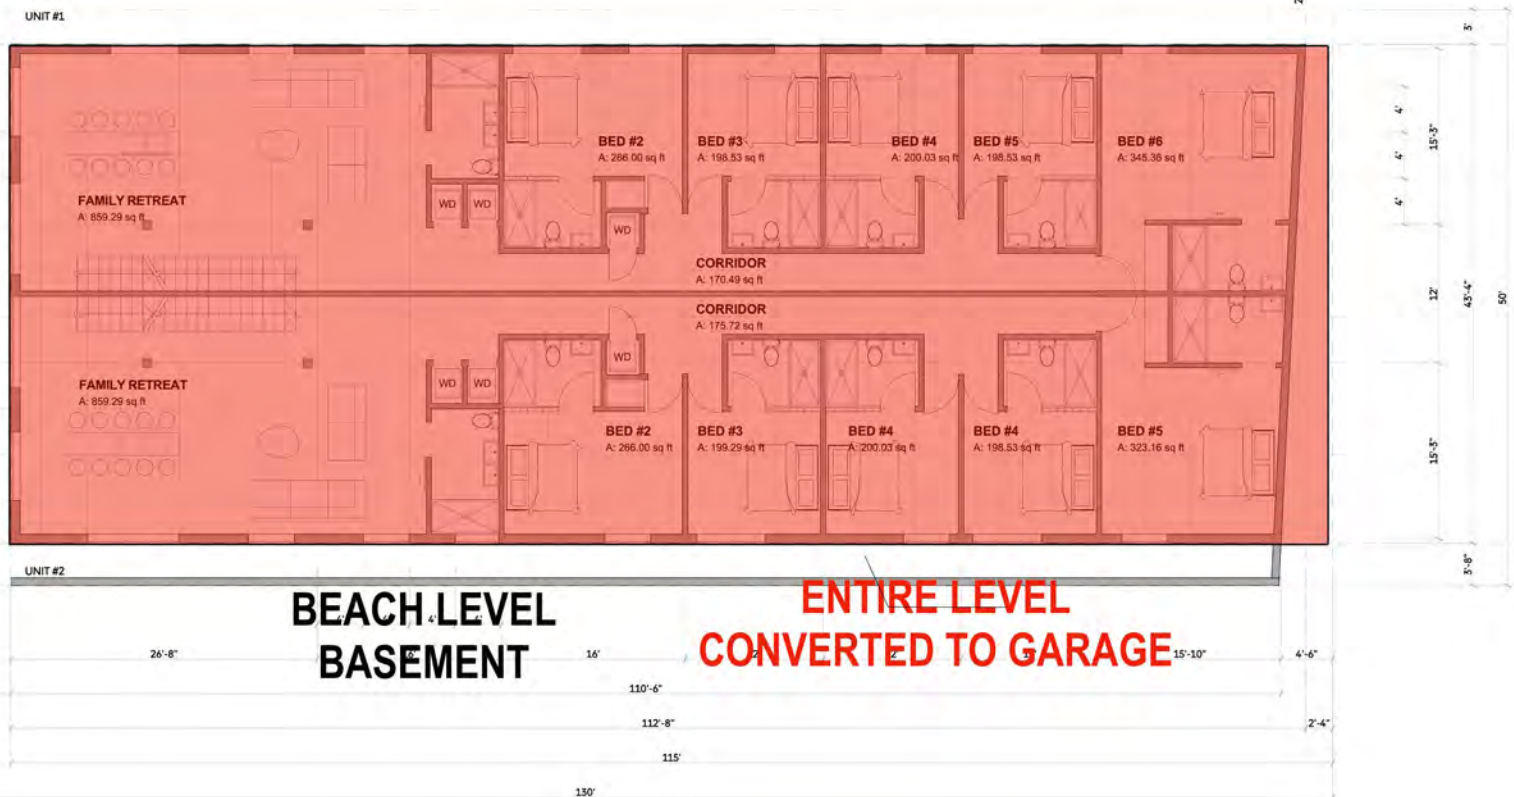 UNIT #1
FAMILY RETREAT
A: 859.29 sq ft
WD
WD
WD
BED #2
A: 266.00 sq ft
BED #3
A: 198.53 sq ft
BED #4
A: 200.03 sq ft
BED #5
A: 198.53 sq ft
BED #6
A: 345.36 sq ft
CORRIDOR
A: 170.49 sq ft
CORRIDOR
A: 175.72 sq ft
FAMILY RETREAT
A: 859.29 sq ft
WD
WD
WD
BED #2
A: 266.00 sq ft
BED #3
A: 199.29 sq ft
BED #4
A: 200.03 sq ft
BED #4
A: 198.53 sq ft
BED #5
A: 323.16 sq ft
3'
4'
4'
4'
15'-3"
12'
15'-3"
43'-4"
50'
3'-8"
UNIT #2
BEACH LEVEL
BASEMENT
ENTIRE LEVEL
CONVERTED TO GARAGE
4'
26'-8"
16'
15'-10"
4'-6"
110'-6"
112'-8"
2'-4"
115'
130'